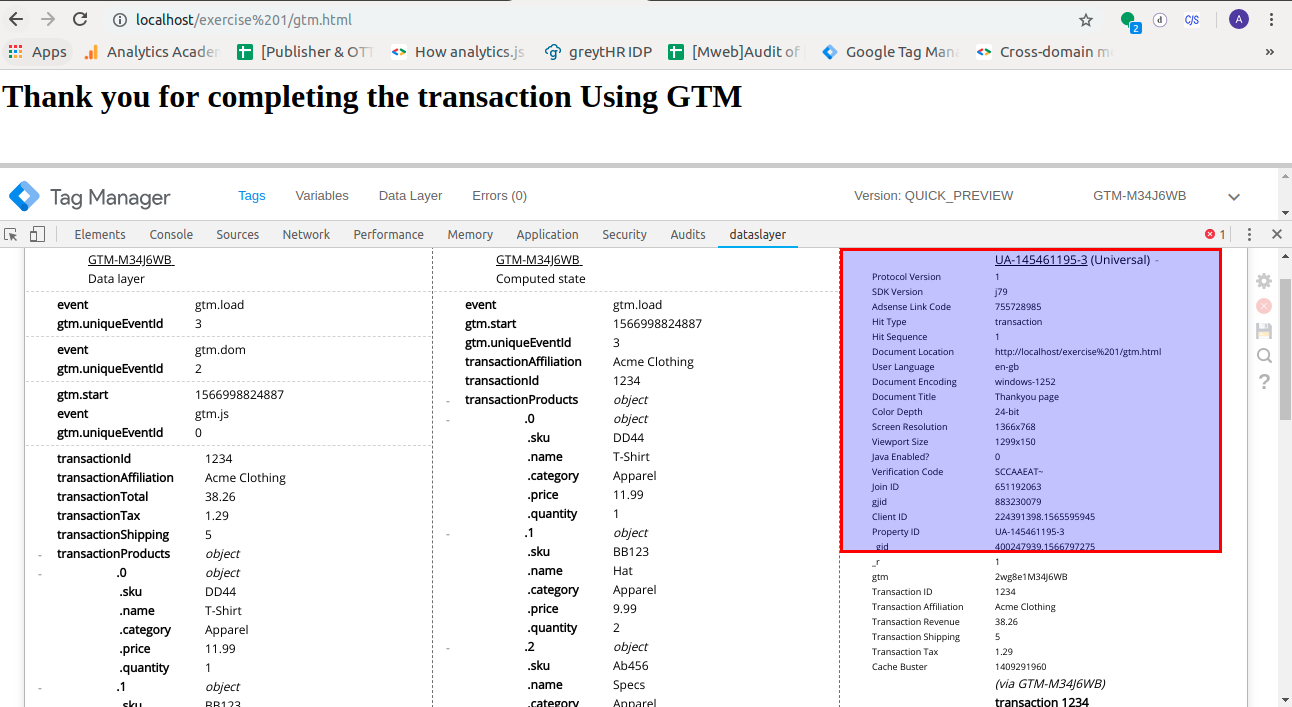 localhost/exercise%201/gtm.html
2
d
CJS
A
Apps
Analytics Acade
[Publisher & OT
How analytics.js
greytHR IDP
[Mweb]Audit of
Google Tag Man
Cross-domain m
»
Thank you for completing the transaction Using GTM
Tag Manager
Tags
Variables
Data Layer
Errors (0)
Version: QUICK_PREVIEW
GTM-M34J6WB
Elements
Console
Sources
Network
Performance
Memory
Application
Security
Audits
dataslayer
1
GTM-M34J6WB
Data layer
event gtm.load
gtm.uniqueEventId 3
event gtm.dom
gtm.uniqueEventId 2
gtm.start 1566998824887
event gtm.js
gtm.uniqueEventId 0
transactionId 1234
transactionAffiliation Acme Clothing
transactionTotal 38.26
transactionTax 1.29
transactionShipping 5
- transactionProducts object
- .0 object
.sku DD44
.name T-Shirt
.category Apparel
.price 11.99
.quantity 1
- .1 object
.sku BB123
GTM-M34J6WB
Computed state
event gtm.load
gtm.start 1566998824887
gtm.uniqueEventId 3
transactionAffiliation Acme Clothing
transactionId 1234
- transactionProducts object
- .0 object
.sku DD44
.name T-Shirt
.category Apparel
.price 11.99
.quantity 1
- .1 object
.sku BB123
.name Hat
.category Apparel
.price 9.99
.quantity 2
- .2 object
.sku Ab456
.name Specs
.category Apparel
UA-145461195-3 (Universal) -
Protocol Version 1
SDK Version j79
Adsense Link Code 755728985
Hit Type transaction
Hit Sequence 1
Document Location http://localhost/exercise%201/gtm.html
User Language en-gb
Document Encoding windows-1252
Document Title Thankyou page
Color Depth 24-bit
Screen Resolution 1366x768
Viewport Size 1299x150
Java Enabled? 0
Verification Code SCCAAEAT~
Join ID 651192063
gjid 883230079
Client ID 224391398.1565595945
Property ID UA-145461195-3
_gid 400247939.1566797275
_r 1
gtm 2wg8e1M34J6WB
Transaction ID 1234
Transaction Affiliation Acme Clothing
Transaction Revenue 38.26
Transaction Shipping 5
Transaction Tax 1.29
Cache Buster 1409291960
(via GTM-M34J6WB)
transaction 1234
?